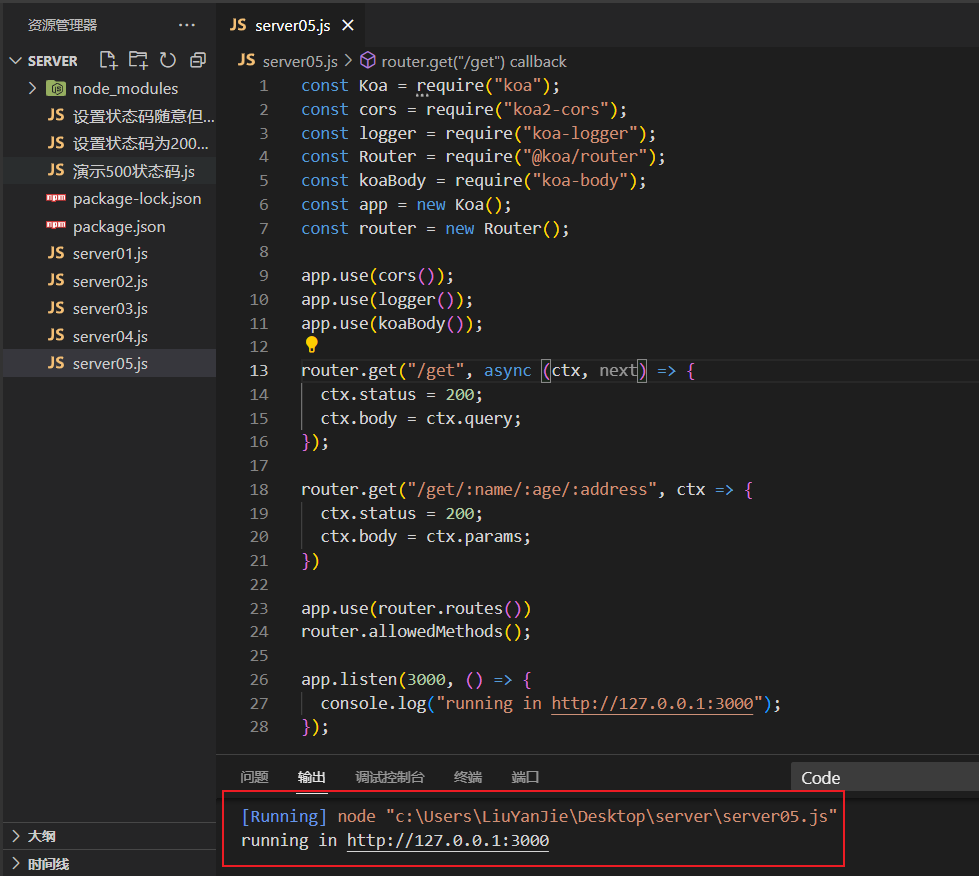 资源管理器 ···
SERVER
node_modules
JS 设置状态码随意但...
JS 设置状态码为200...
JS 演示500状态码.js
npm package-lock.json
npm package.json
JS server01.js
JS server02.js
JS server03.js
JS server04.js
JS server05.js
大纲
时间线
JS server05.js ×
JS server05.js > router.get("/get") callback
1 const Koa = require("koa");
2 const cors = require("koa2-cors");
3 const logger = require("koa-logger");
4 const Router = require("@koa/router");
5 const koaBody = require("koa-body");
6 const app = new Koa();
7 const router = new Router();
8
9 app.use(cors());
10 app.use(logger());
11 app.use(koaBody());
12
13 router.get("/get", async (ctx, next) => {
14 ctx.status = 200;
15 ctx.body = ctx.query;
16 });
17
18 router.get("/get/:name/:age/:address", ctx => {
19 ctx.status = 200;
20 ctx.body = ctx.params;
21 })
22
23 app.use(router.routes())
24 router.allowedMethods();
25
26 app.listen(3000, () => {
27 console.log("running in http://127.0.0.1:3000");
28 });
问题 输出 调试控制台 终端 端口 Code
[Running] node "c:\Users\LiuYanJie\Desktop\server\server05.js"
running in http://127.0.0.1:3000